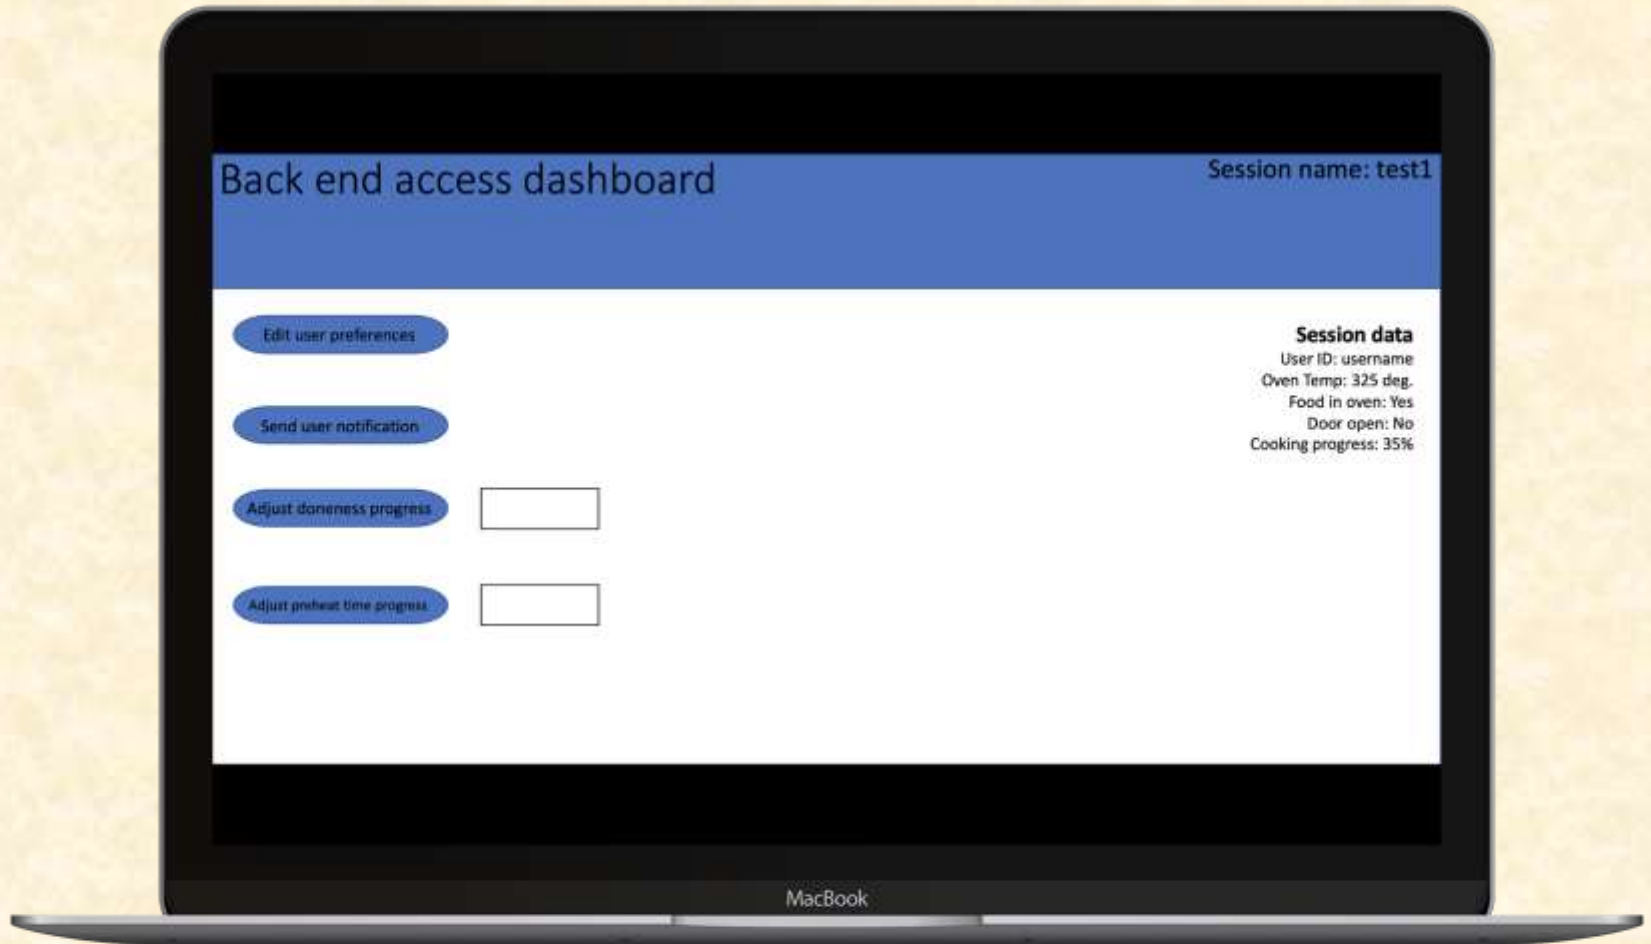 Back end access dashboard
Session name: test1
Edit user preferences
Send user notification
Adjust doneness progress
Adjust preheat time progress
Session data
User ID: username
Oven Temp: 325 deg.
Food in oven: Yes
Door open: No
Cooking progress: 35%
MacBook